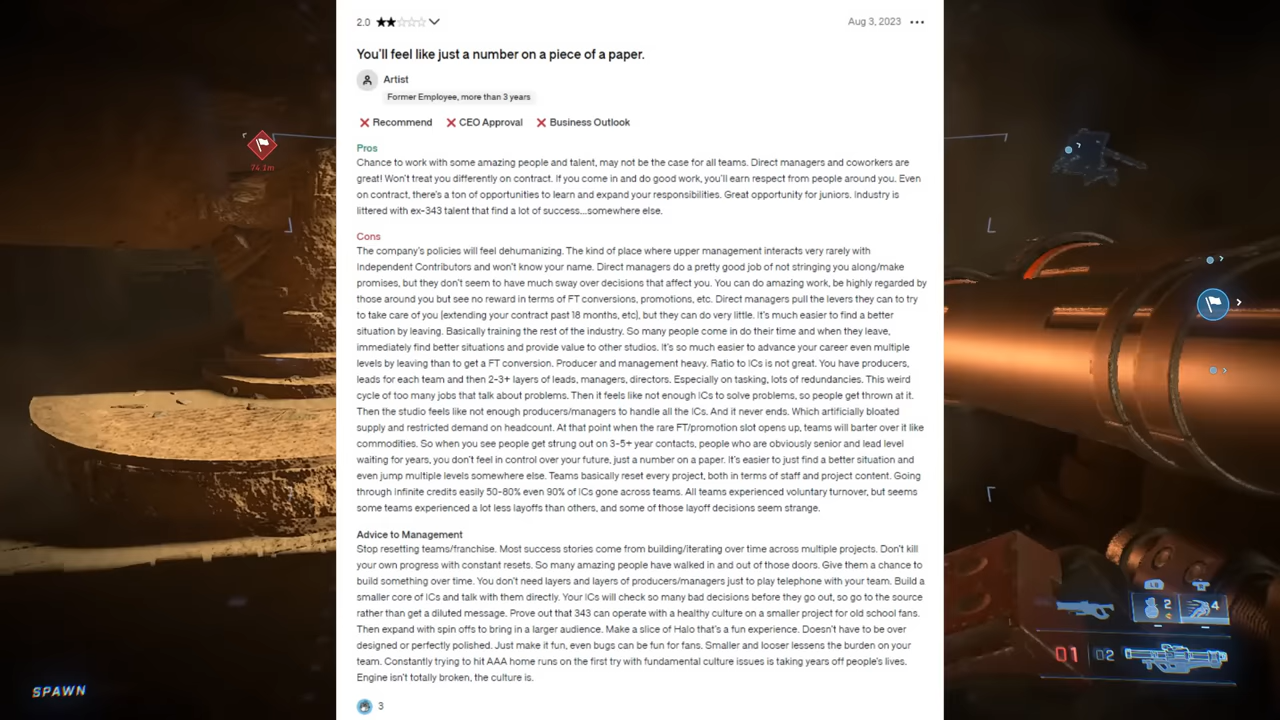 2.0
Aug 3, 2023
You'll feel like just a number on a piece of a paper.
Artist
Former Employee, more than 3 years
Recommend CEO Approval Business Outlook
Pros
Chance to work with some amazing people and talent, may not be the case for all teams. Direct managers and coworkers are
great! Won't treat you differently on contract. If you come in and do good work, you'll earn respect from people around you. Even
on contract, there's a ton of opportunities to learn and expand your responsibilities. Great opportunity for juniors. Industry is
littered with ex-343 talent that find a lot of success...somewhere else.
Cons
The company's policies will feel dehumanizing. The kind of place where upper management interacts very rarely with
Independent Contributors and won't know your name. Direct managers do a pretty good job of not stringing you along/make
promises, but they don't seem to have much sway over decisions that affect you. You can do amazing work, be highly regarded by
those around you but see no reward in terms of FT conversions, promotions, etc. Direct managers pull the levers they can to try
to take care of you (extending your contract past 18 months, etc), but they can do very little. it's much easier to find a better
situation by leaving. Basically training the rest of the industry. So many people come in do their time and when they leave,
immediately find better situations and provide value to other studios. It's so much easier to advance your career even multiple
levels by leaving than to get a FT conversion. Producer and management heavy. Ratio to ICs is not great. You have producers,
leads for each team and then 2-3+ layers of leads, managers, directors. Especially on tasking, lots of redundancies. This weird
cycle of too many jobs that talk about problems. Then it feels like not enough ICs to solve problems, so people get thrown at it.
Then the studio feels like not enough producers/managers to handle all the ICs. And it never ends. Which artificially bloated
supply and restricted demand on headcount. At that point when the rare FT/promotion slot opens up, teams will barter over it like
commodities. So when you see people get strung out on 3-5+ year contacts, people who are obviously senior and lead level
waiting for years, you don't feel in control over your future, just a number on a paper. It's easier to just find a better situation and
even jump multiple levels somewhere else. Teams basically reset every project, both in terms of staff and project content. Going
through Infinite credits easily 50-80% even 90% of ICs gone across teams. All teams experienced voluntary turnover, but seems
some teams experienced a lot less layoffs than others, and some of those layoff decisions seem strange.
Advice to Management
Stop resetting teams/franchise. Most success stories come from building/iterating over time across multiple projects. Don't kill
your own progress with constant resets. So many amazing people have walked in and out of those doors. Give them a chance to
build something over time. You don't need layers and layers of producers/managers just to play telephone with your team. Build a
smaller core of ICs and talk with them directly. Your ICs will check so many bad decisions before they go out, so go to the source
rather than get a diluted message. Prove out that 343 can operate with a healthy culture on a smaller project for old school fans.
Then expand with spin offs to bring in a larger audience. Make a slice of Halo that's a fun experience. Doesn't have to be over
designed or perfectly polished. Just make it fun, even bugs can be fun for fans. Smaller and looser lessens the burden on your
team. Constantly trying to hit AAA home runs on the first try with fundamental culture issues is taking years off people's lives.
Engine isn't totally broken, the culture is.
3
74.1m
SPAWN
LB
2
4
01 02